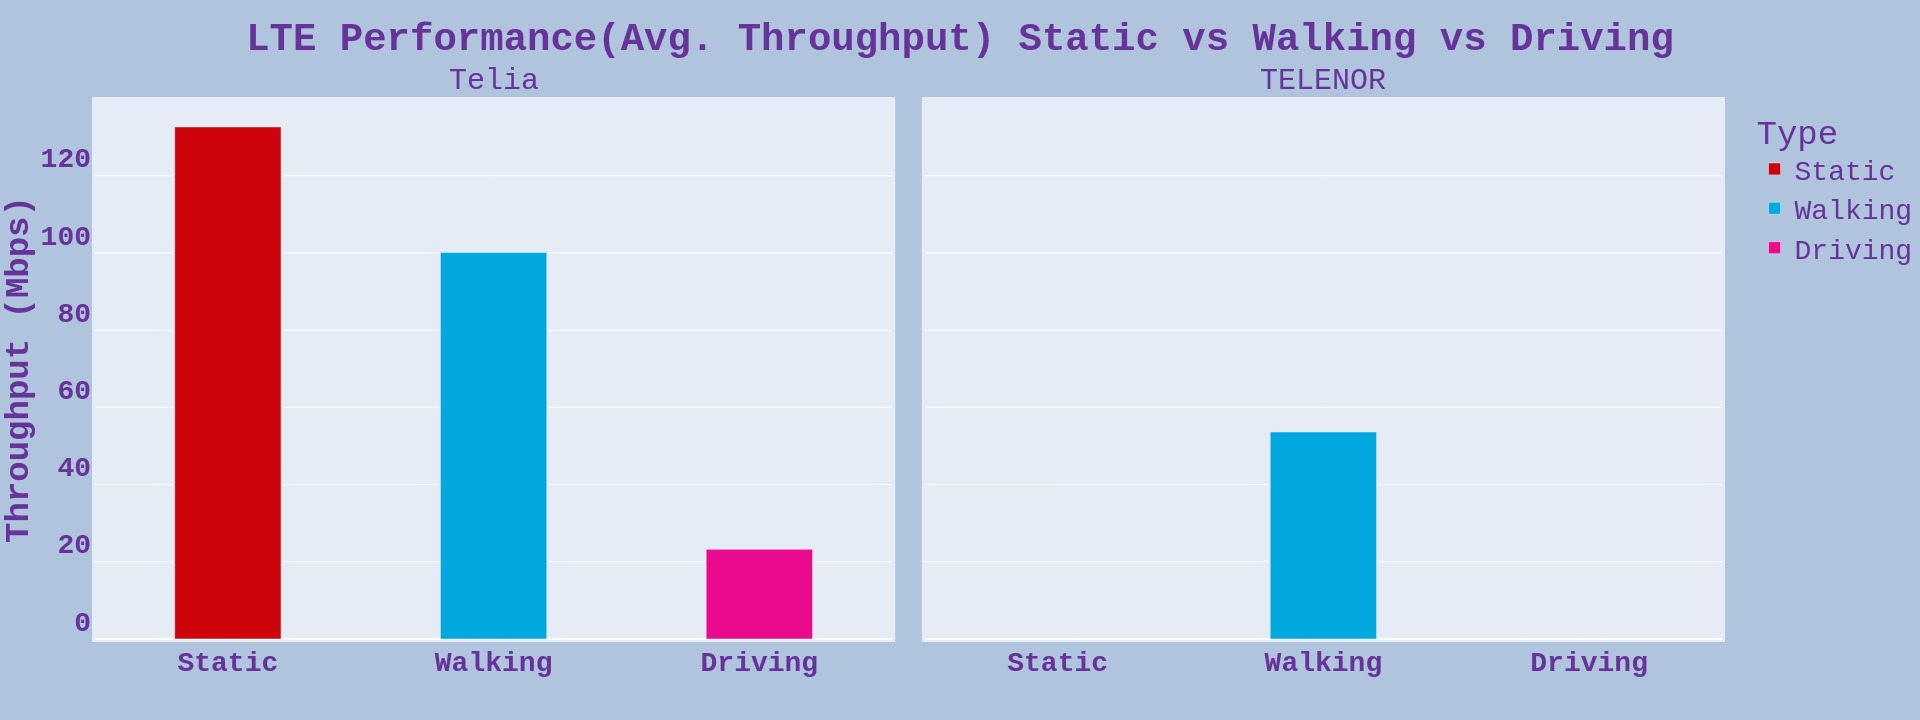 LTE Performance(Avg. Throughput) Static vs Walking vs Driving
Telia
TELENOR
Throughput (Mbps)
120
100
80
60
40
20
0
Static Walking Driving
Static Walking Driving
Type
Static
Walking
Driving